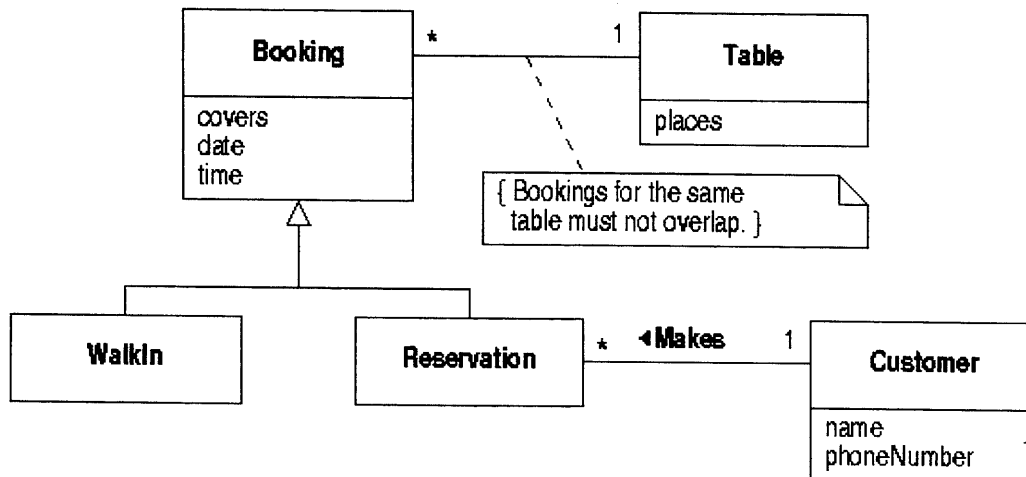 Booking
*
1
Table
covers
date
time
places
{ Bookings for the same
table must not overlap. }
WalkIn
Reservation
*
◄Makes
1
Customer
name
phoneNumber